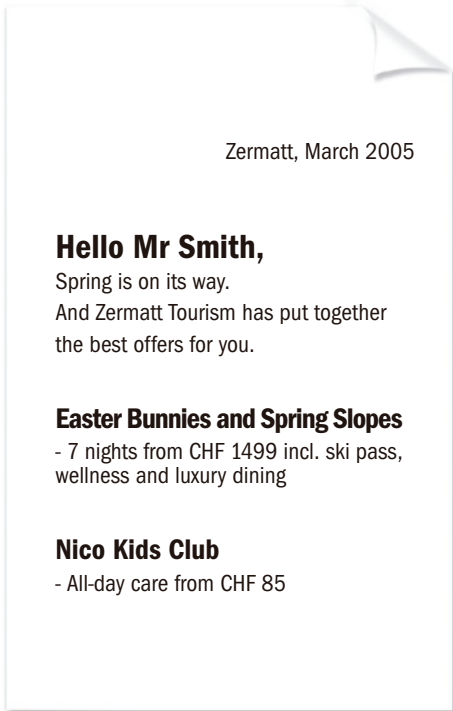 Zermatt, March 2005
Hello Mr Smith,
Spring is on its way.
And Zermatt Tourism has put together
the best offers for you.
Easter Bunnies and Spring Slopes
- 7 nights from CHF 1499 incl. ski pass,
wellness and luxury dining
Nico Kids Club
- All-day care from CHF 85